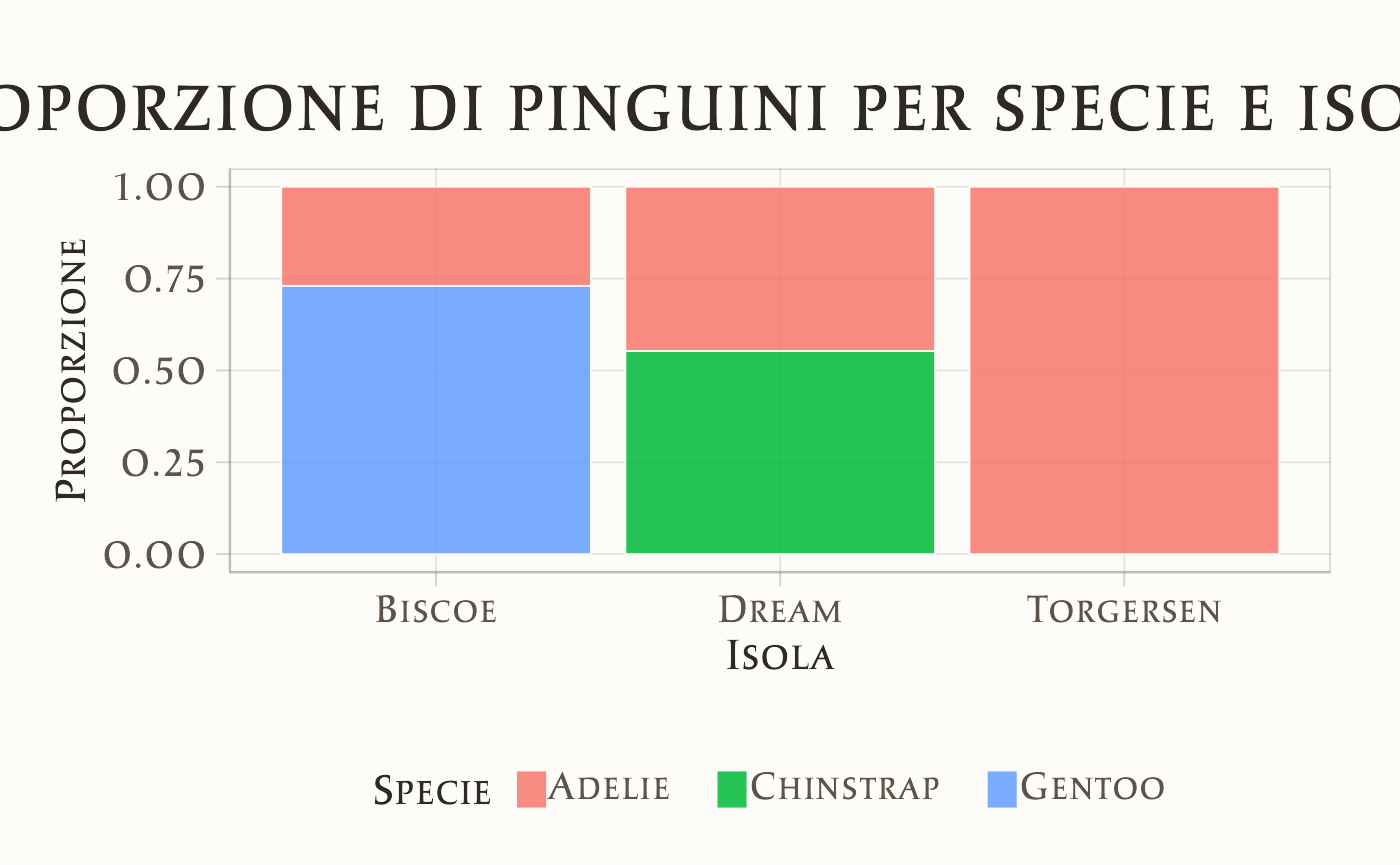 OPORZIONE DI PINGUINI PER SPECIE E ISO
1.00
0.75
0.50
0.25
0.00
Proporzione
Biscoe Dream Torgersen
Isola
Specie Adelie Chinstrap Gentoo